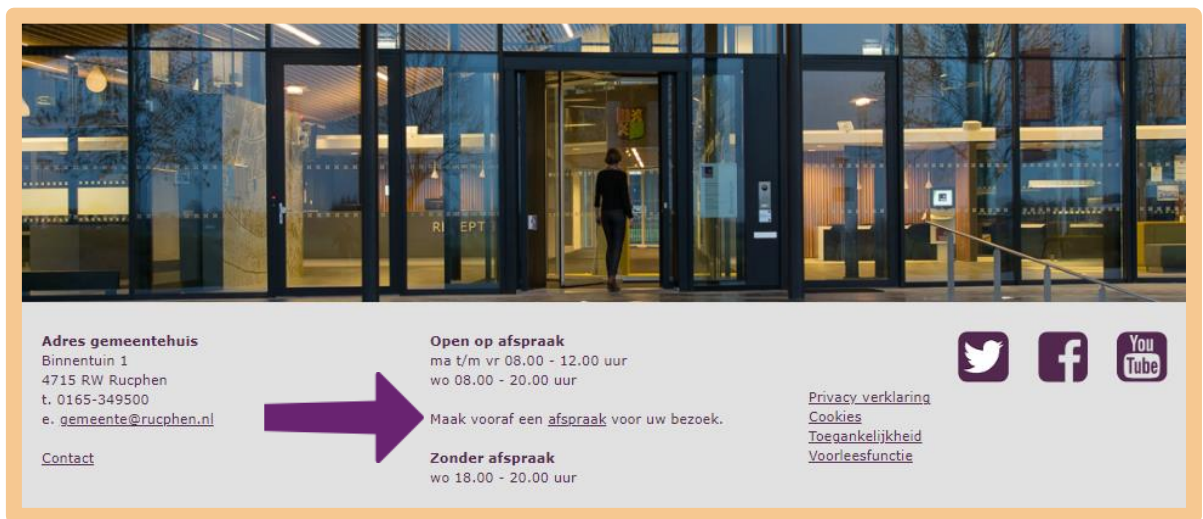 Adres gemeentehuis
Binnentuin 1
4715 RW Rucphen
t. 0165-349500
e. gemeente@rucphen.nl
Contact
Open op afspraak
ma t/m vr 08.00 - 12.00 uur
wo 08.00 - 20.00 uur
Maak vooraf een afspraak voor uw bezoek.
Zonder afspraak
wo 18.00 - 20.00 uur
You
Tube
Privacy verklaring
Cookies
Toegankelijkheid
Voorleesfunctie